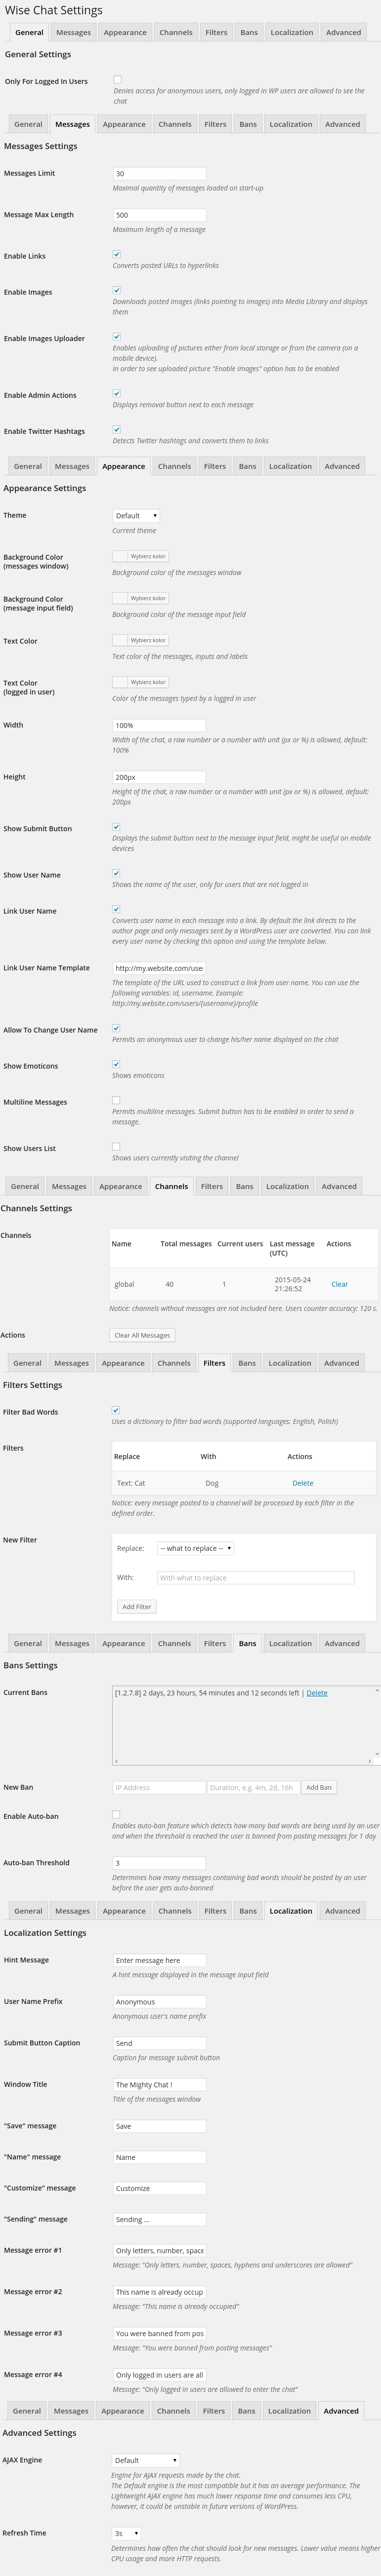 Wise Chat Settings
General Messages Appearance Channels Filters Bans Localization Advanced
General Settings
Only For Logged In Users
Denies access for anonymous users, only logged in WP users are allowed to see the
chat
General Messages Appearance Channels Filters Bans Localization Advanced
Messages Settings
Messages Limit
30
Maximal quantity of messages loaded on start-up
Message Max Length
500
Maximum length of a message
Enable Links
Converts posted URLs to hyperlinks
Enable Images
Downloads posted images (links pointing to images) into Media Library and displays
them
Enable Images Uploader
Enables uploading of pictures either from local storage or from the camera (on a
mobile device).
In order to see uploaded picture "Enable Images" option has to be enabled
Enable Admin Actions
Displays removal button next to each message
Enable Twitter Hashtags
Detects Twitter hashtags and converts them to links
General Messages Appearance Channels Filters Bans Localization Advanced
Appearance Settings
Theme
Default
Current theme
Background Color
(messages window)
Wybierz kolor
Background color of the messages window
Background Color
(message input field)
Wybierz kolor
Background color of the message input field
Text Color
Wybierz kolor
Text color of the messages, inputs and labels
Text Color
(logged in user)
Wybierz kolor
Color of the messages typed by a logged in user
Width
100%
Width of the chat, a raw number or a number with unit (px or %) is allowed, default:
100%
Height
200px
Height of the chat, a raw number or a number with unit (px or %) is allowed, default:
200px
Show Submit Button
Displays the submit button next to the message input field, might be useful on mobile
devices
Show User Name
Shows the name of the user, only for users that are not logged in
Link User Name
Converts user name in each message into a link. By default the link directs to the
author page and only messages sent by a WordPress user are converted. You can link
every user name by checking this option and using the template below.
Link User Name Template
http://my.website.com/use
The template of the URL used to construct a link from user name. You can use the
following variables: id, username. Example:
http://my.website.com/users/{username}/profile
Allow To Change User Name
Permits an anonymous user to change his/her name displayed on the chat
Show Emoticons
Shows emoticons
Multiline Messages
Permits multiline messages. Submit button has to be enabled in order to send a
message.
Show Users List
Shows users currently visiting the channel
General Messages Appearance Channels Filters Bans Localization Advanced
Channels Settings
Channels
Name Total messages Current users Last message (UTC) Actions
global 40 1 2015-05-24 21:26:52 Clear
Notice: channels without messages are not included here. Users counter accuracy: 120 s.
Actions
Clear All Messages
General Messages Appearance Channels Filters Bans Localization Advanced
Filters Settings
Filter Bad Words
Uses a dictionary to filter bad words (supported languages: English, Polish)
Filters
Replace With Actions
Text: Cat Dog Delete
Notice: every message posted to a channel will be processed by each filter in the
defined order.
New Filter
Replace: -- what to replace --
With: With what to replace
Add Filter
General Messages Appearance Channels Filters Bans Localization Advanced
Bans Settings
Current Bans
[1.2.7.8] 2 days, 23 hours, 54 minutes and 12 seconds left | Delete
New Ban
IP Address Duration, e.g. 4m, 2d, 16h Add Ban
Enable Auto-ban
Enables auto-ban feature which detects how many bad words are being used by an user
and when the threshold is reached the user is banned from posting messages for 1 day
Auto-ban Threshold
3
Determines how many messages containing bad words should be posted by an user
before the user gets auto-banned
General Messages Appearance Channels Filters Bans Localization Advanced
Localization Settings
Hint Message
Enter message here
A hint message displayed in the message input field
User Name Prefix
Anonymous
Anonymous user's name prefix
Submit Button Caption
Send
Caption for message submit button
Window Title
The Mighty Chat !
Title of the messages window
"Save" message
Save
"Name" message
Name
"Customize" message
Customize
"Sending" message
Sending ...
Message error #1
Only letters, number, space
Message: "Only letters, number, spaces, hyphens and underscores are allowed"
Message error #2
This name is already occup
Message: "This name is already occupied"
Message error #3
You were banned from pos
Message: "You were banned from posting messages"
Message error #4
Only logged in users are all
Message: "Only logged in users are allowed to enter the chat"
General Messages Appearance Channels Filters Bans Localization Advanced
Advanced Settings
AJAX Engine
Default
Engine for AJAX requests made by the chat.
The Default engine is the most compatible but it has an average performance. The
Lightweight AJAX engine has much lower response time and consumes less CPU,
however, it could be unstable in future versions of WordPress.
Refresh Time
3s
Determines how often the chat should look for new messages. Lower value means higher
CPU usage and more HTTP requests.